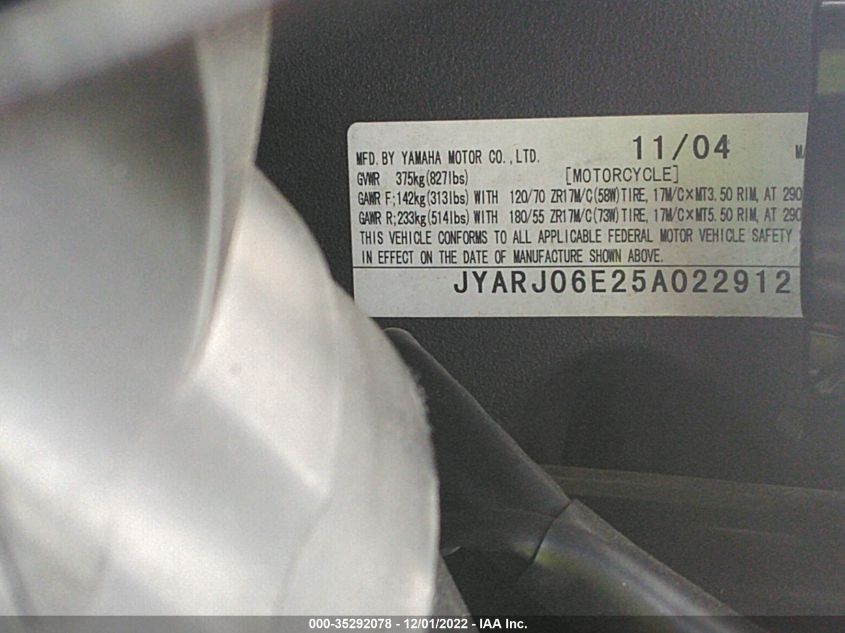 MFD. BY YAMAHA MOTOR CO.,LTD. 11/04
GVWR 375kg(827lbs) [MOTORCYCLE]
GAWR F;142kg(313lbs) WITH 120/70 ZR17M/C(58W)TIRE, 17M/C×MT3.50 RIM, AT 290
GAWR R;233kg(514lbs) WITH 180/55 ZR17M/C(73W)TIRE, 17M/C×MT5.50 RIM, AT 290
THIS VEHICLE CONFORMS TO ALL APPLICABLE FEDERAL MOTOR VEHICLE SAFETY
IN EFFECT ON THE DATE OF MANUFACTURE SHOWN ABOVE.
JYARJ06E25A022912
000-35292078 - 12/01/2022 - IAA Inc.